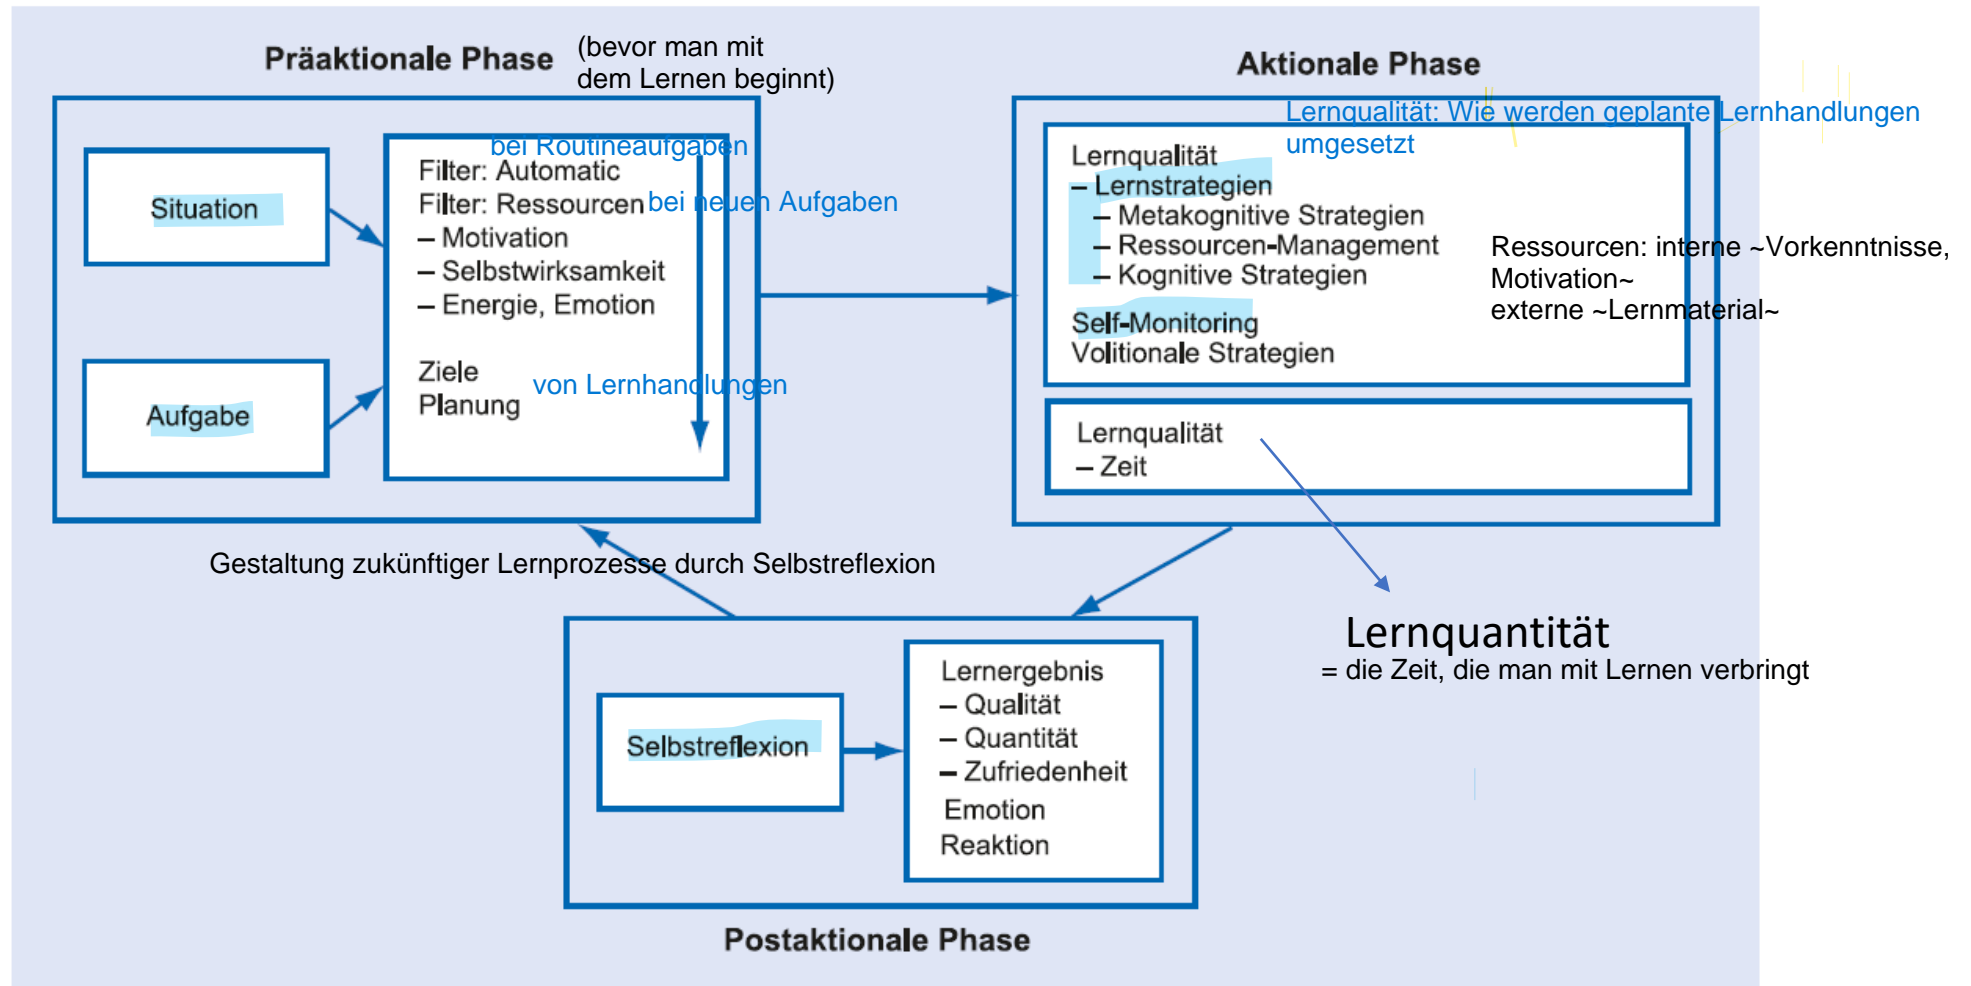 Präaktionale Phase
(bevor man mit
dem Lernen beginnt)
Situation
Aufgabe
bei Routineaufgaben
Filter: Automatic
Filter: Ressourcen bei neuen Aufgaben
– Motivation
– Selbstwirksamkeit
– Energie, Emotion
Ziele
von Lernhandlungen
Planung
Aktionale Phase
Lernqualität: Wie werden geplante Lernhandlungen
umgesetzt
Lernqualität
– Lernstrategien
– Metakognitive Strategien
– Ressourcen-Management
– Kognitive Strategien
Self-Monitoring
Volitionale Strategien
Ressourcen: interne ~Vorkenntnisse,
Motivation~
externe ~Lernmaterial~
Lernqualität
– Zeit
Lernquantität
= die Zeit, die man mit Lernen verbringt
Gestaltung zukünftiger Lernprozesse durch Selbstreflexion
Selbstreflexion
Lernergebnis
– Qualität
– Quantität
– Zufriedenheit
Emotion
Reaktion
Postaktionale Phase